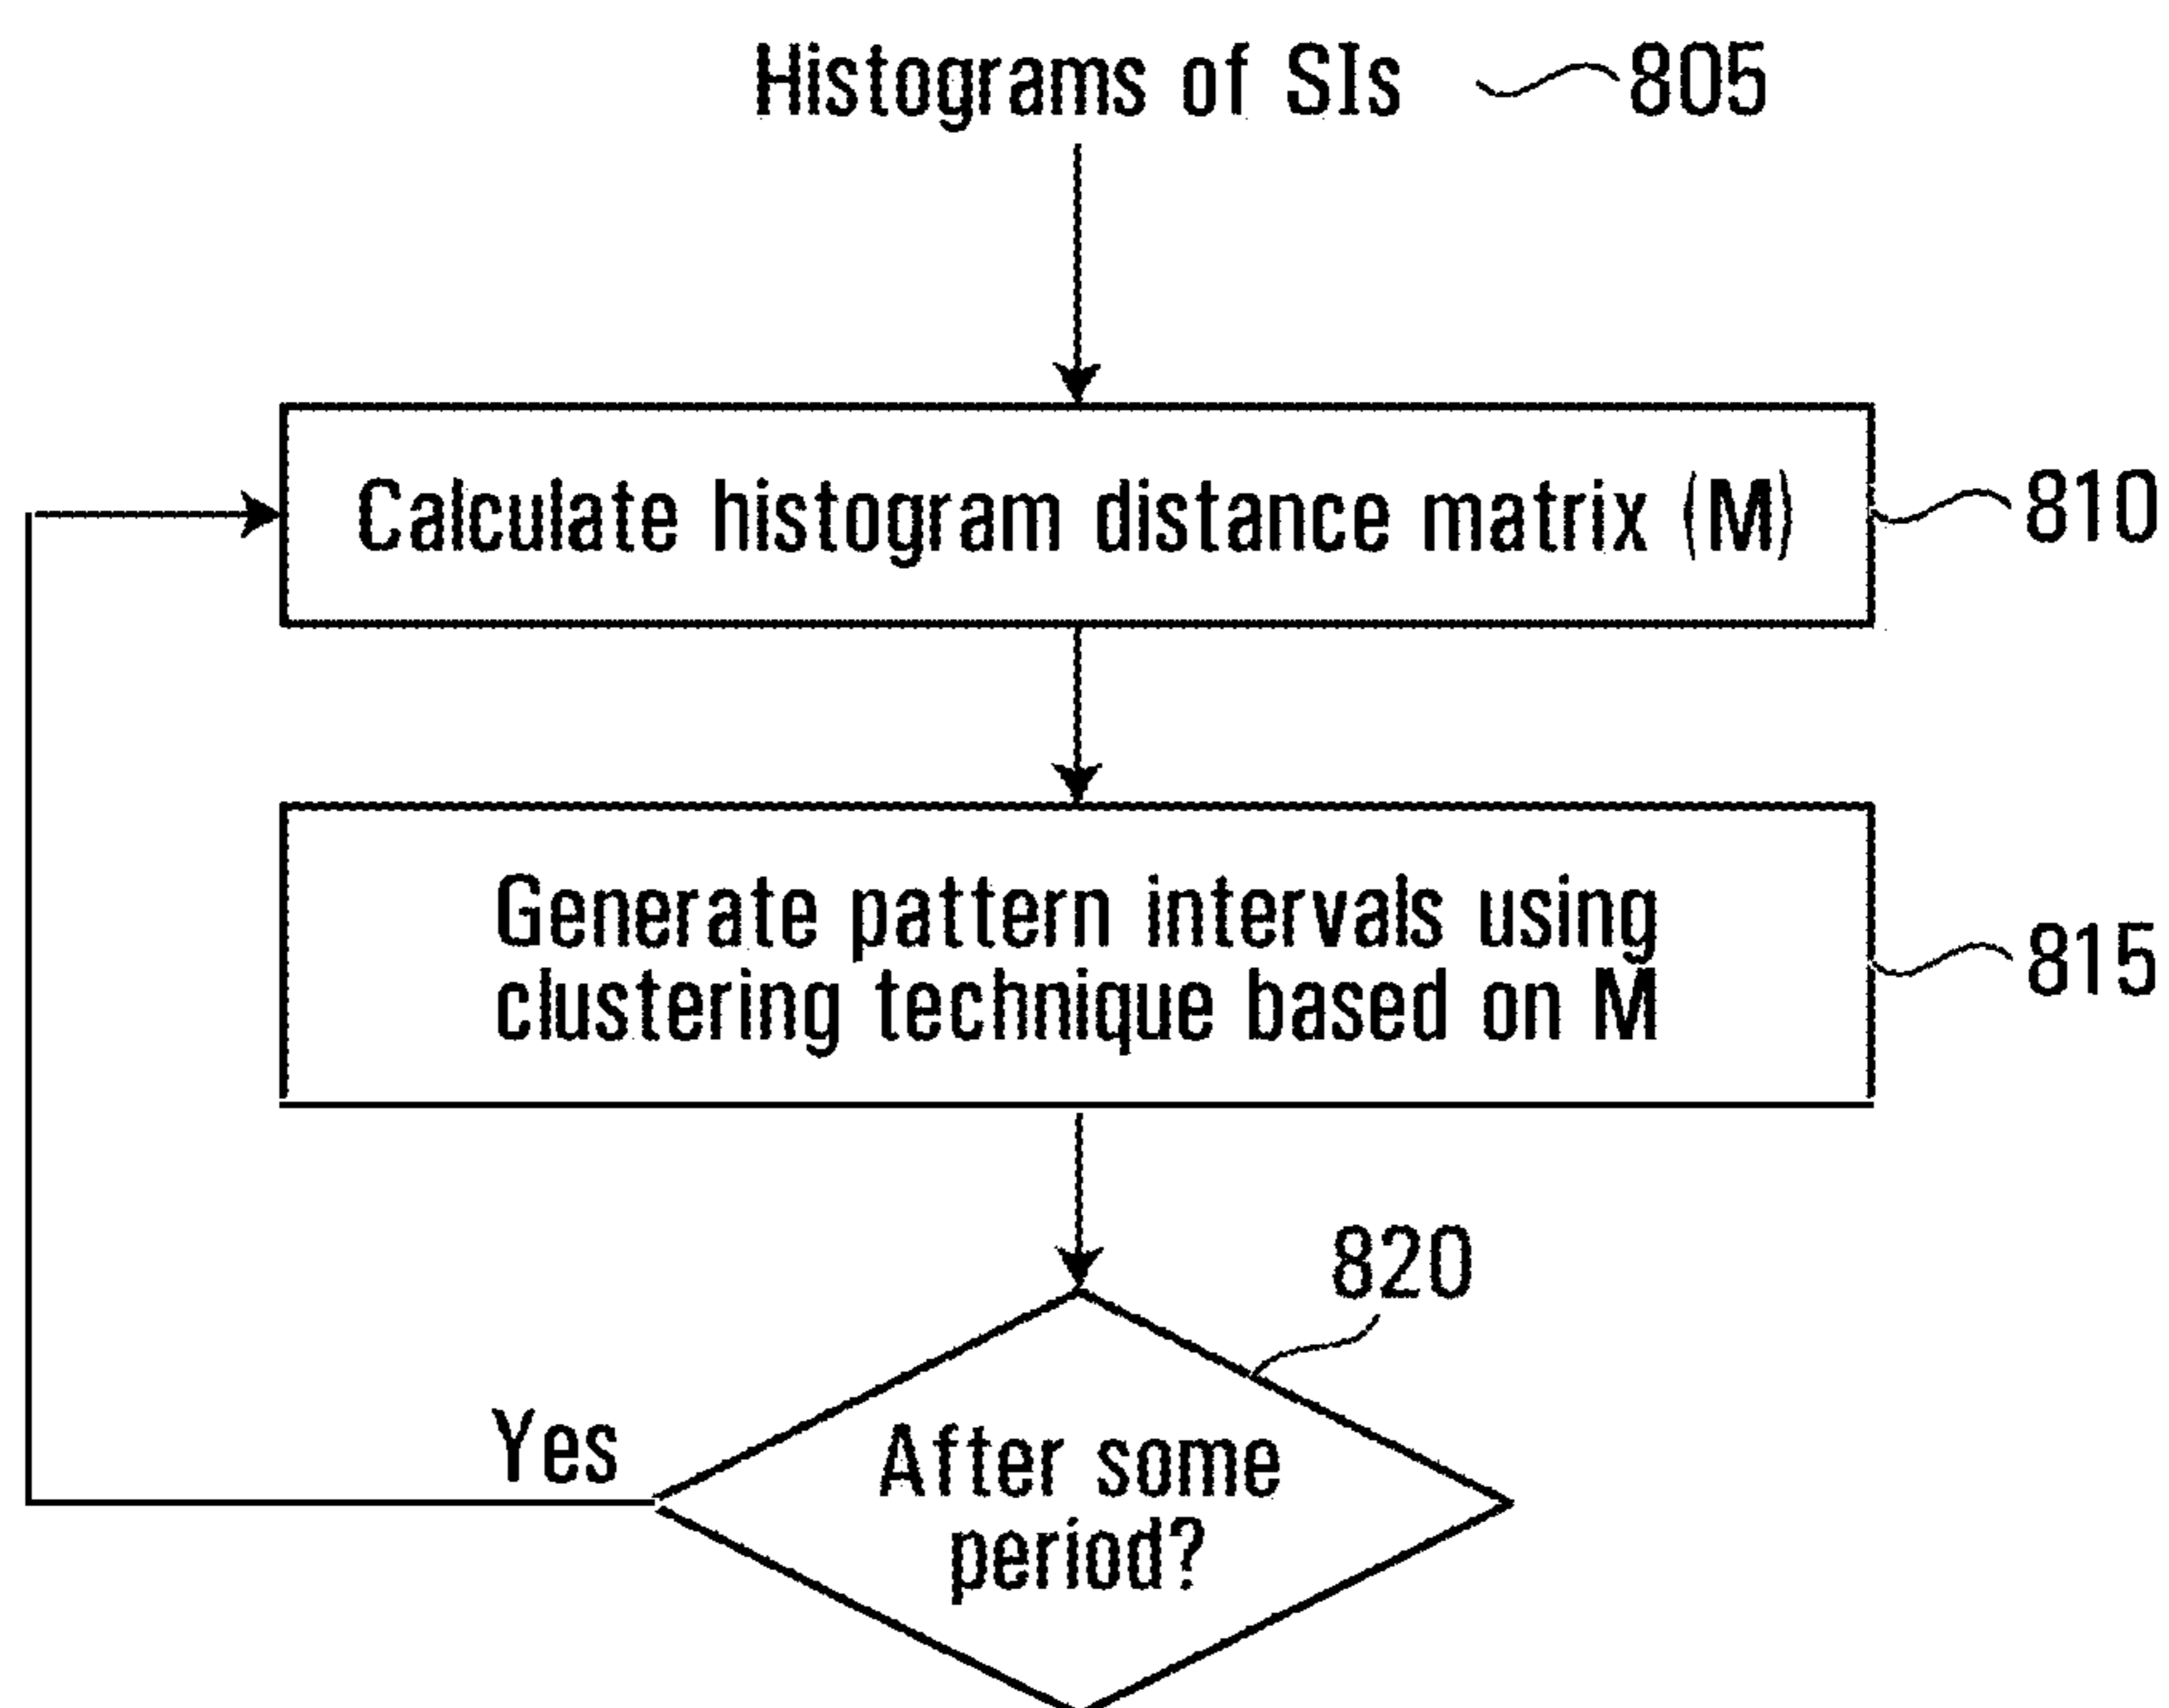 Histograms of SIs 805
Calculate histogram distance matrix (M) 810
Generate pattern intervals using
clustering technique based on M
815
820
Yes
After some
period?